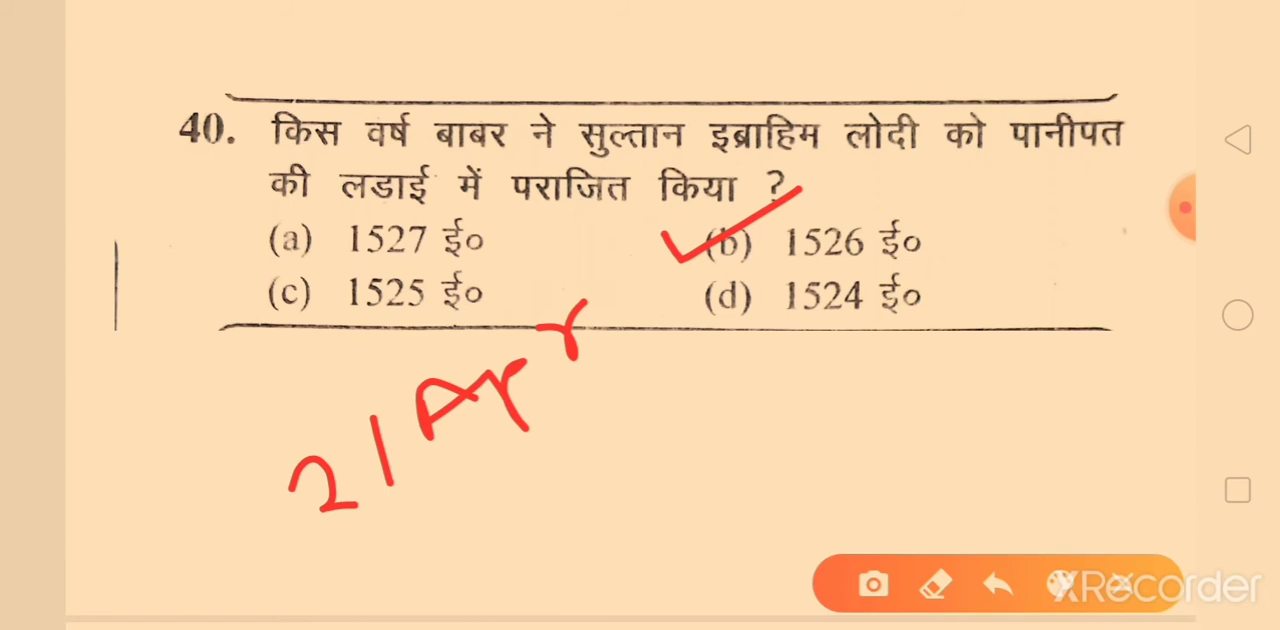 40. किस वर्ष बाबर ने सुल्तान इब्राहिम लोदी को पानीपत
की लडाई में पराजित किया ?
(a) 1527 ई० (b) 1526 ई०
(c) 1525 ई० (d) 1524 ई०
21 Apr
XRecorder